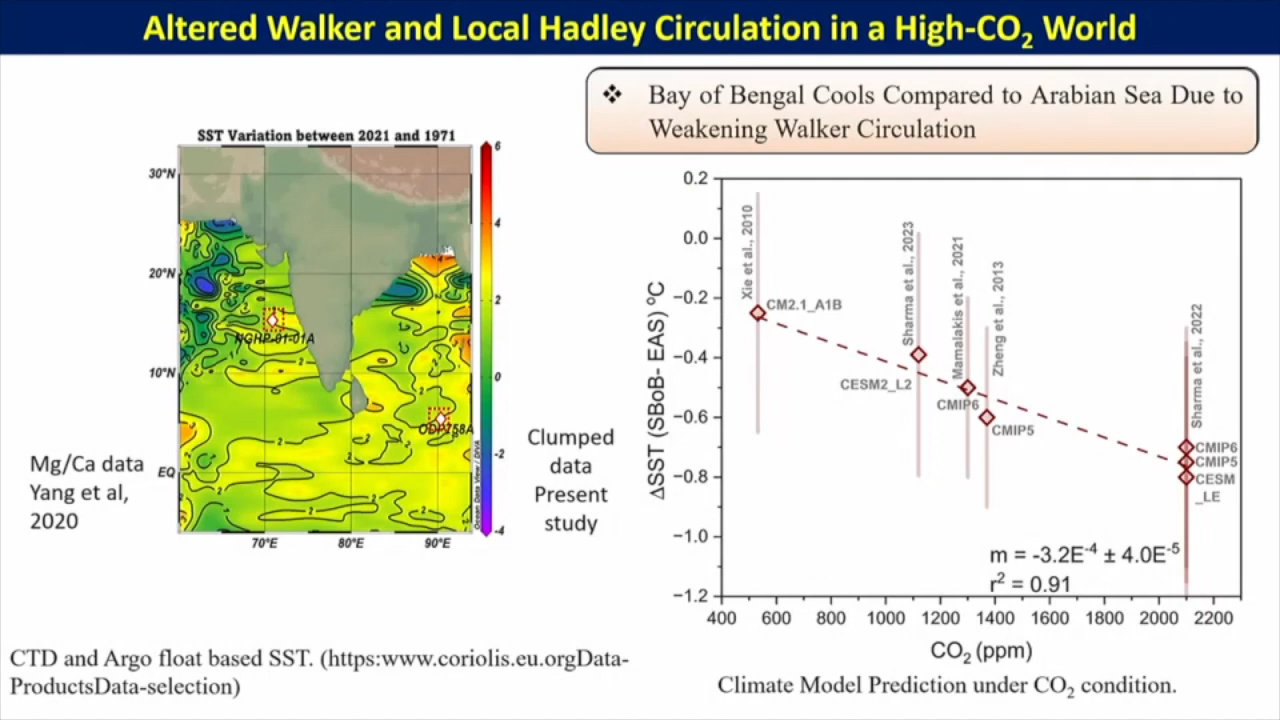 Altered Walker and Local Hadley Circulation in a High-CO₂ World
❖ Bay of Bengal Cools Compared to Arabian Sea Due to
Weakening Walker Circulation
SST Variation between 2021 and 1971
30°N
20°N
10°N
EQ
70°E 80°E 90°E
6
4
2
0
-2
-4
Ocean Data View / DIVA
NGHP-01-01A
ODP758A
Mg/Ca data
Yang et al,
2020
Clumped
data
Present
study
CTD and Argo float based SST. (https:www.coriolis.eu.orgData-
ProductsData-selection)
ΔSST (SBoB- EAS) °C
0.2
0.0
−0.2
−0.4
−0.6
−0.8
−1.0
−1.2
Xie et al., 2010
CM2.1_A1B
Sharma et al., 2023
CESM2_L2
Mamalakis et al., 2021
CMIP6
Zheng et al., 2013
CMIP5
Sharma et al., 2022
CMIP6
CMIP5
CESM
_LE
m = -3.2E⁻⁴ ± 4.0E⁻⁵
r² = 0.91
400 600 800 1000 1200 1400 1600 1800 2000 2200
CO₂ (ppm)
Climate Model Prediction under CO₂ condition.